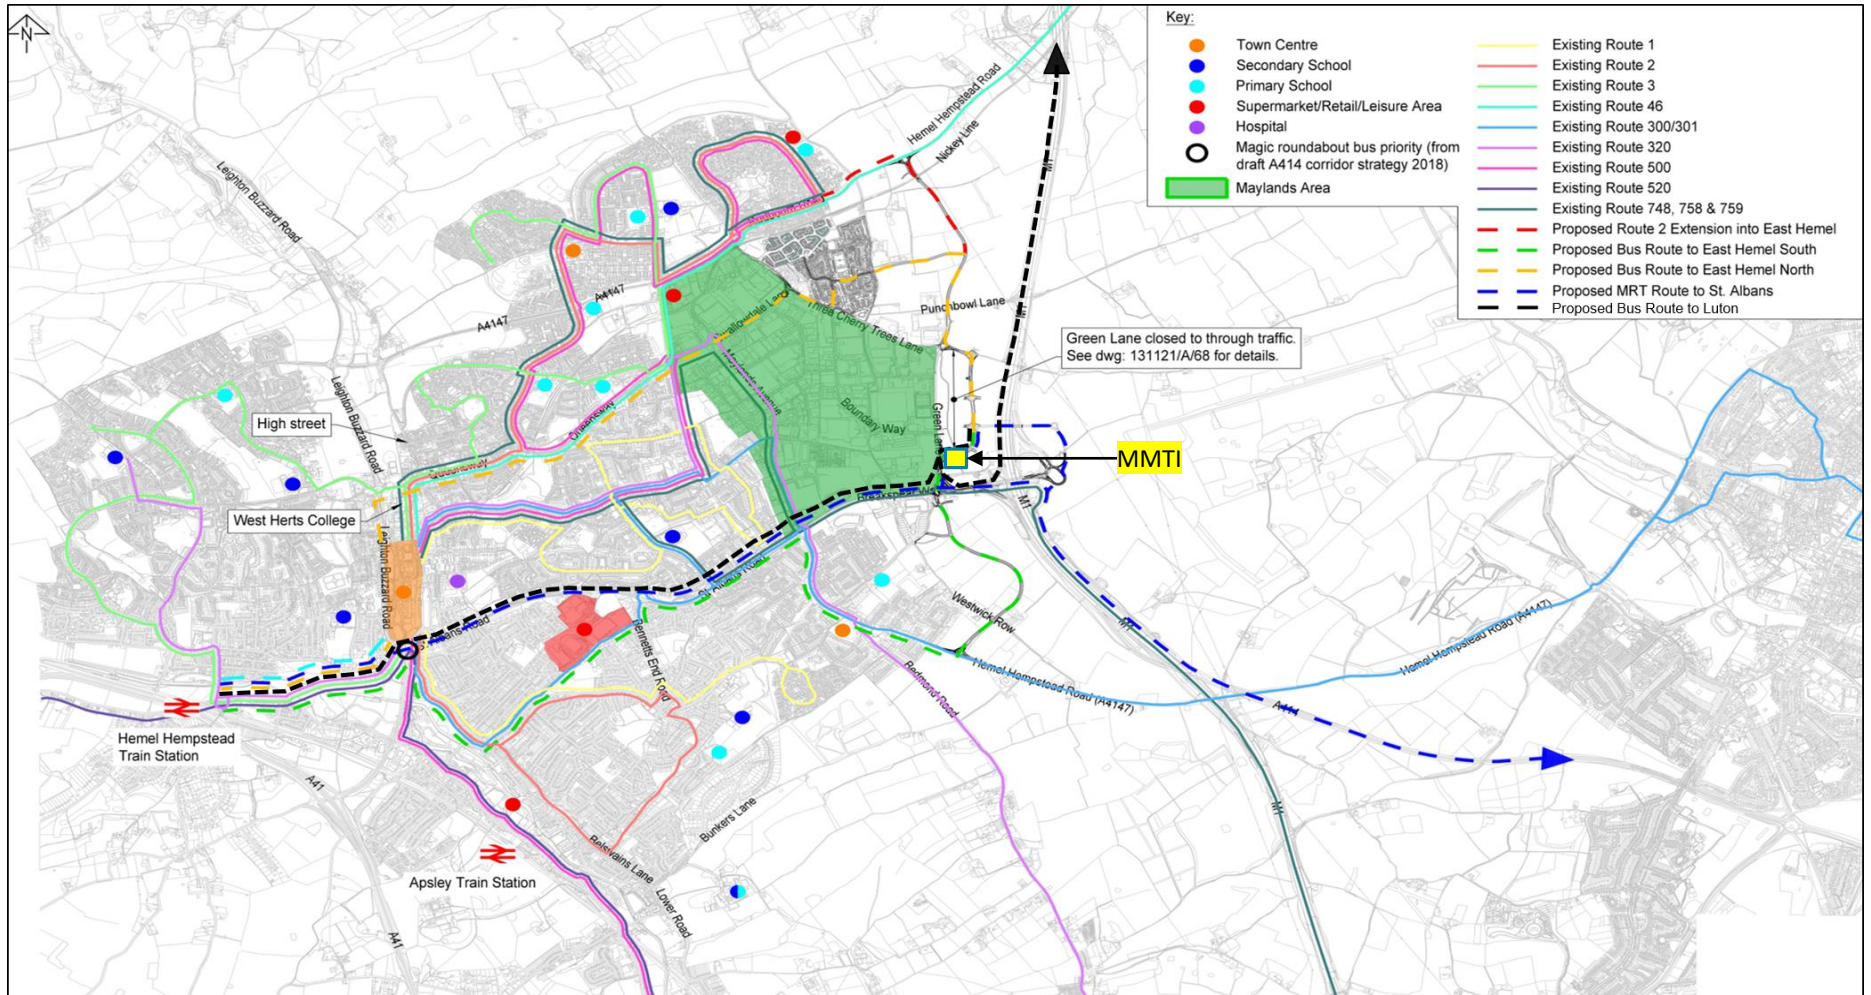 N
Key:
Town Centre
Secondary School
Primary School
Supermarket/Retail/Leisure Area
Hospital
Magic roundabout bus priority (from
draft A414 corridor strategy 2018)
Maylands Area
Existing Route 1
Existing Route 2
Existing Route 3
Existing Route 46
Existing Route 300/301
Existing Route 320
Existing Route 500
Existing Route 520
Existing Route 748, 758 & 759
Proposed Route 2 Extension into East Hemel
Proposed Bus Route to East Hemel South
Proposed Bus Route to East Hemel North
Proposed MRT Route to St. Albans
Proposed Bus Route to Luton
Hemel Hempstead Road
Nickey Line
M1
Leighton Buzzard Road
A4147
A4147
Three Cherry Trees Lane
Punchbowl Lane
M1
Green Lane closed to through traffic.
See dwg: 131121/A/68 for details.
Maylands Avenue
Boundary Way
Green Lane
Leighton Buzzard Road
High street
Queensway
Queensway
MMTI
West Herts College
M1
Leighton Buzzard Road
St Albans Road
Albans Road
Bennetts End Road
Westwick Row
M1
Hemel Hempstead Road (A4147)
Hemel Hempstead Road (A4147)
Redmond Road
A414
Hemel Hempstead
Train Station
A41
M1
Bunkers Lane
Belswains Lane
Apsley Train Station
Lower Road
A41